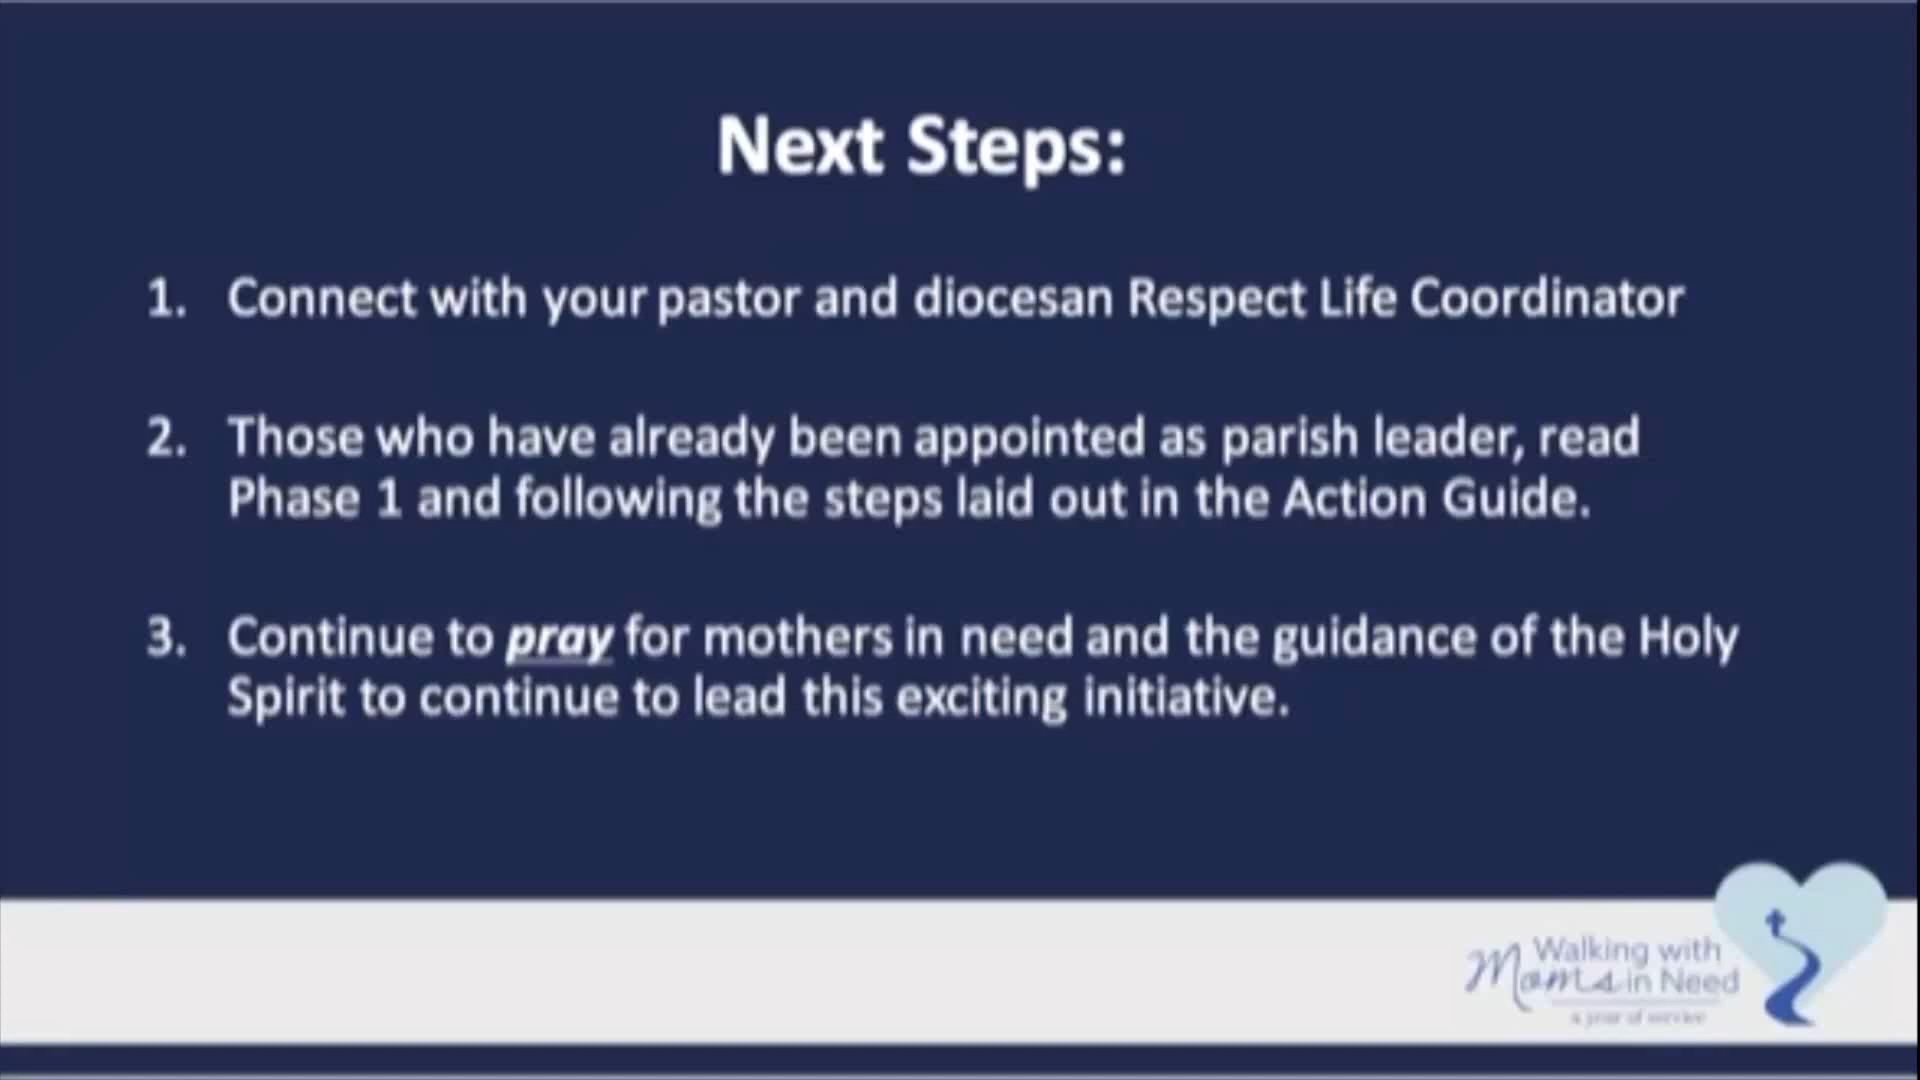 Next Steps:
1. Connect with your pastor and diocesan Respect Life Coordinator
2. Those who have already been appointed as parish leader, read
Phase 1 and following the steps laid out in the Action Guide.
3. Continue to pray for mothers in need and the guidance of the Holy
Spirit to continue to lead this exciting initiative.
Walking with
Moms in Need
a year of service